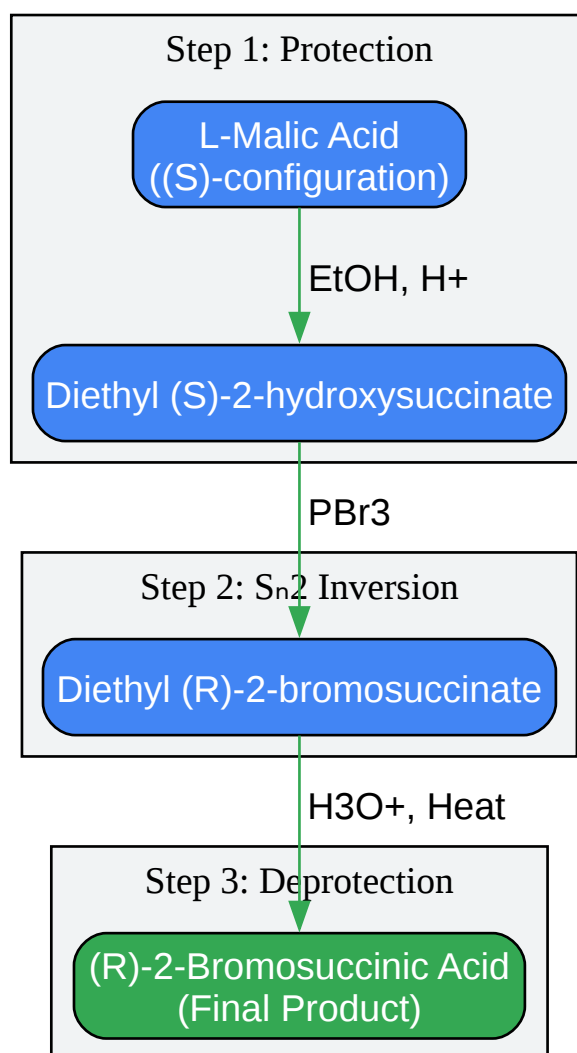 Step 1: Protection
L-Malic Acid
((S)-configuration)
EtOH, H+
Diethyl (S)-2-hydroxysuccinate
PBr3
Step 2: Sₙ2 Inversion
Diethyl (R)-2-bromosuccinate
H3O+, Heat
Step 3: Deprotection
(R)-2-Bromosuccinic Acid
(Final Product)